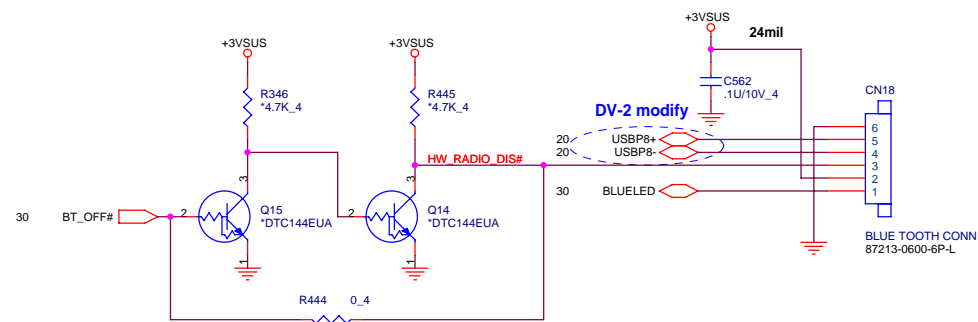 +3VSUS
24mil
+3VSUS
+3VSUS
R346
*4.7K_4
R445
*4.7K_4
C562
.1U/10V_4
CN18
DV-2 modify
20 USBP8+
20 USBP8-
HW_RADIO_DIS#
6
5
4
3
2
1
30 BLUELED
3
3
30 BT_OFF#
2
Q15
*DTC144EUA
2
Q14
*DTC144EUA
1
1
BLUE TOOTH CONN
87213-0600-6P-L
R444 0_4